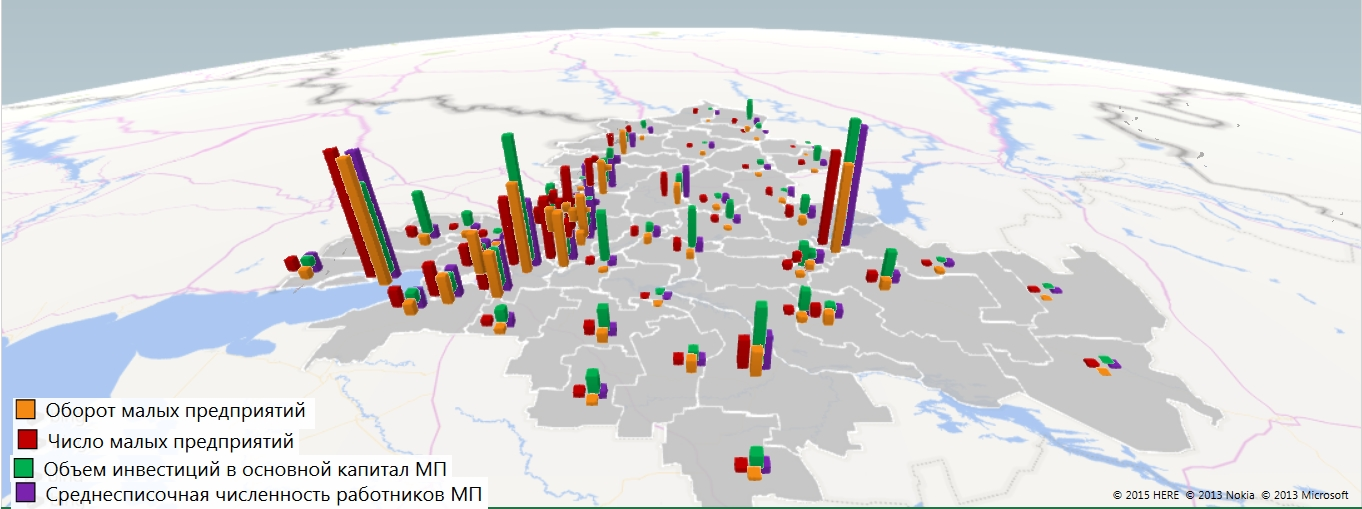 Оборот малых предприятий
Число малых предприятий
Объем инвестиций в основной капитал МП
Среднесписочная численность работников МП
© 2015 HERE © 2013 Nokia © 2013 Microsoft